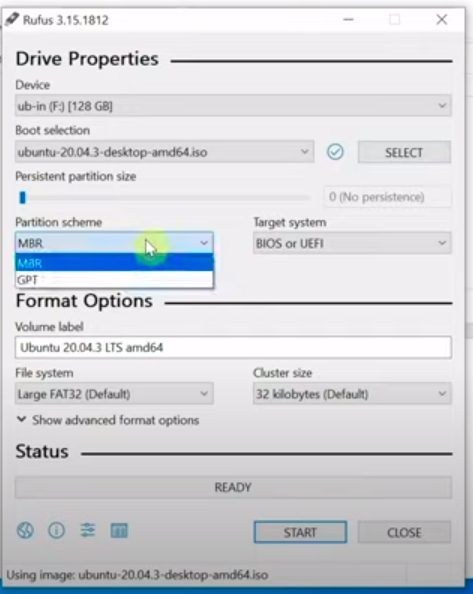 Rufus 3.15.1812
Drive Properties
Device
ub-in (F:) [128 GB]
Boot selection
ubuntu-20.04.3-desktop-amd64.iso
SELECT
Persistent partition size
0 (No persistence)
Partition scheme
Target system
MBR
BIOS or UEFI
MBR
GPT
Format Options
Volume label
Ubuntu 20.04.3 LTS amd64
File system
Cluster size
Large FAT32 (Default)
32 kilobytes (Default)
Show advanced format options
Status
READY
START
CLOSE
Using image: ubuntu-20.04.3-desktop-amd64.iso